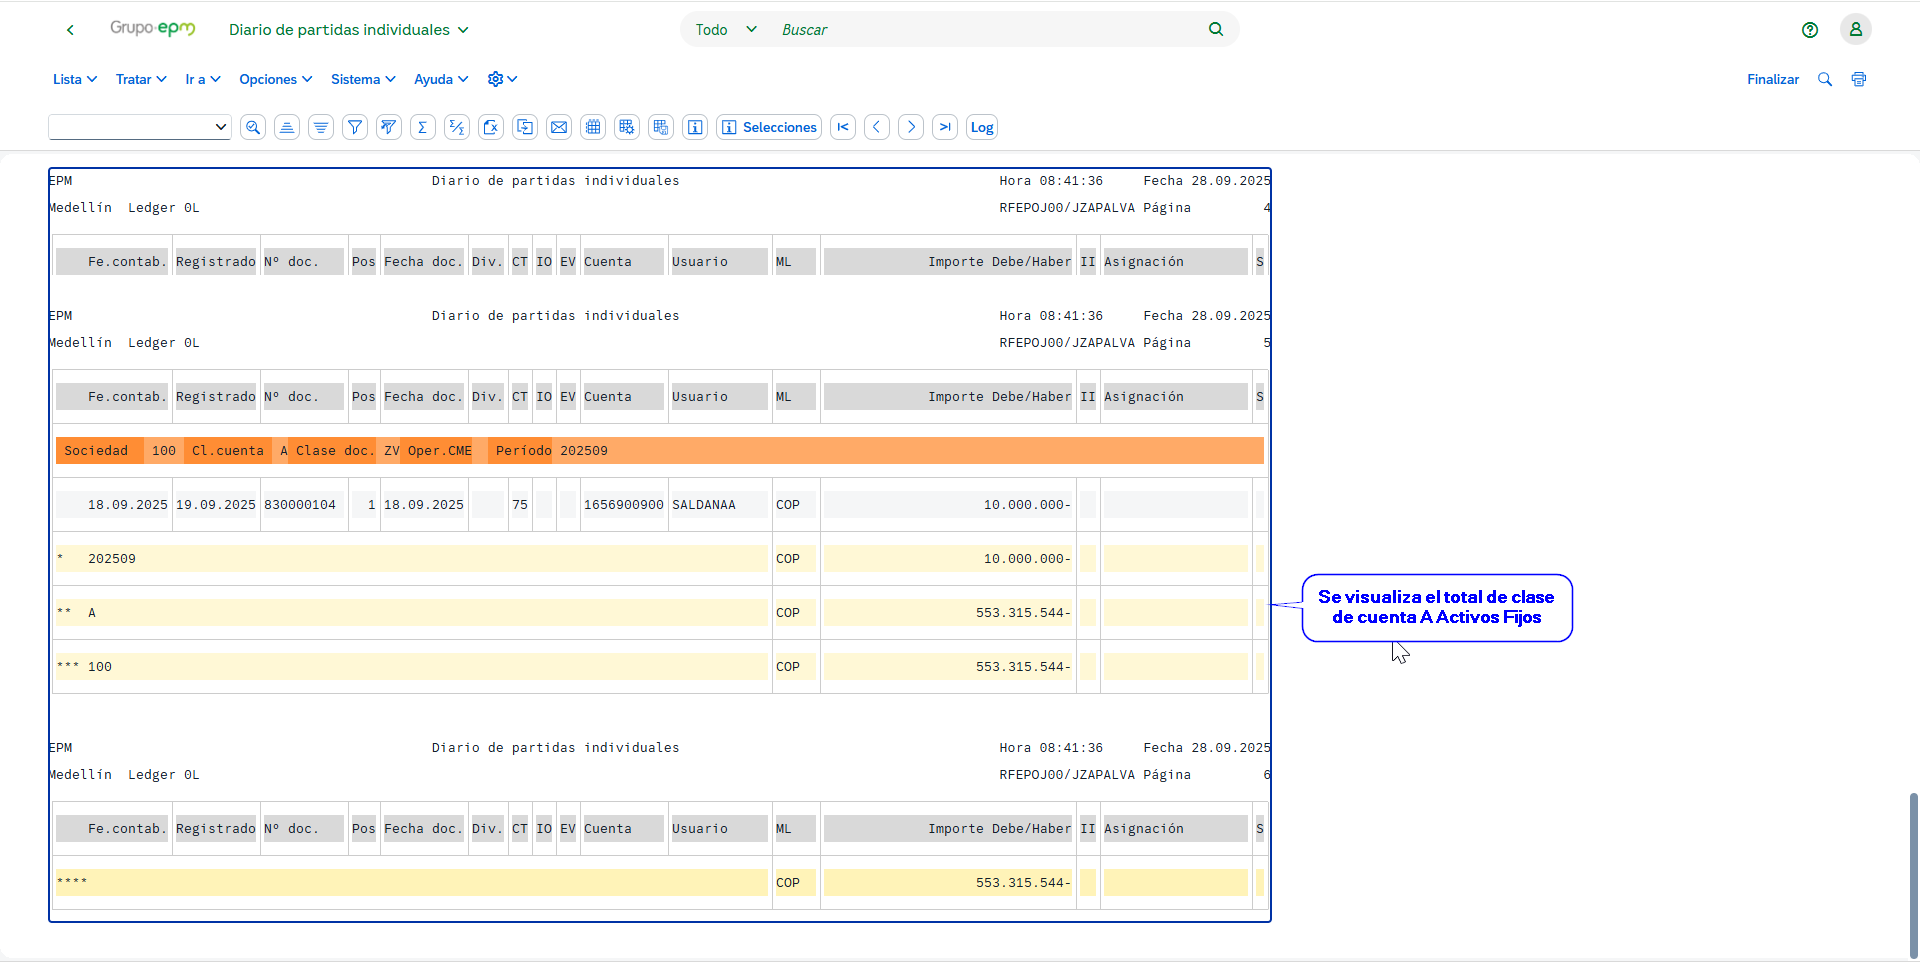 Grupo·epm Diario de partidas individuales Todo Buscar
Lista Tratar Ir a Opciones Sistema Ayuda Finalizar
Selecciones Log
EPM Diario de partidas individuales Hora 08:41:36 Fecha 28.09.2025
Medellín Ledger 0L RFEPOJ00/JZAPALVA Página 4
Fe.contab. Registrado Nº doc. Pos Fecha doc. Div. CT IO EV Cuenta Usuario ML Importe Debe/Haber II Asignación S
EPM Diario de partidas individuales Hora 08:41:36 Fecha 28.09.2025
Medellín Ledger 0L RFEPOJ00/JZAPALVA Página 5
Fe.contab. Registrado Nº doc. Pos Fecha doc. Div. CT IO EV Cuenta Usuario ML Importe Debe/Haber II Asignación S
Sociedad 100 Cl.cuenta A Clase doc. ZV Oper.CME Período 202509
18.09.2025 19.09.2025 830000104 1 18.09.2025 75 1656900900 SALDANAA COP 10.000.000-
* 202509 COP 10.000.000-
** A COP 553.315.544-
Se visualiza el total de clase
de cuenta A Activos Fijos
*** 100 COP 553.315.544-
EPM Diario de partidas individuales Hora 08:41:36 Fecha 28.09.2025
Medellín Ledger 0L RFEPOJ00/JZAPALVA Página 6
Fe.contab. Registrado Nº doc. Pos Fecha doc. Div. CT IO EV Cuenta Usuario ML Importe Debe/Haber II Asignación S
**** COP 553.315.544-